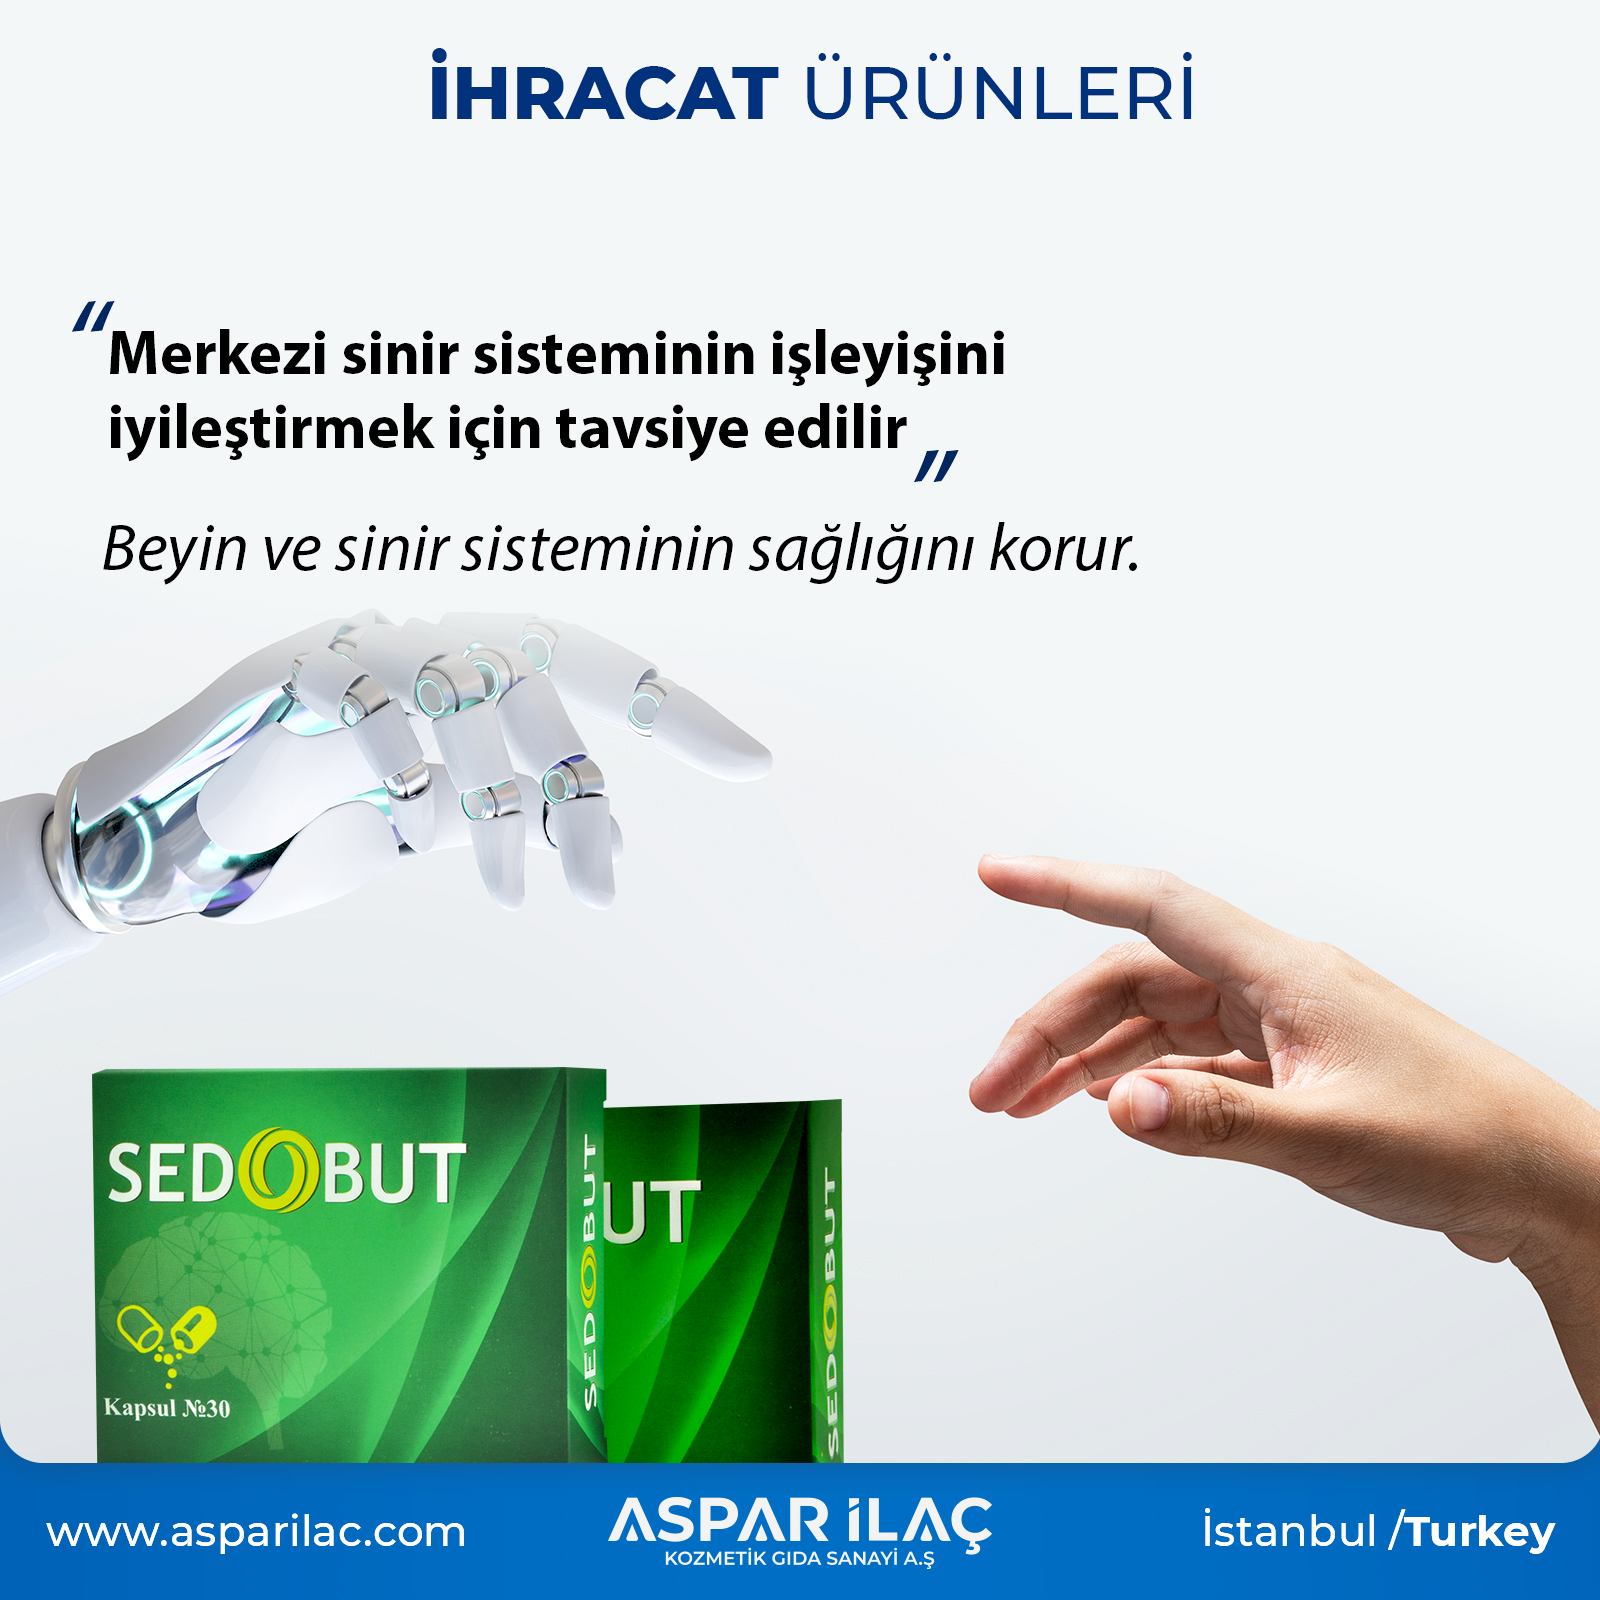 İHRACAT ÜRÜNLERİ
“Merkezi sinir sisteminin işleyişini
iyileştirmek için tavsiye edilir”
Beyin ve sinir sisteminin sağlığını korur.
SEDOBUT
Kapsul №30
SEDOBUT
UT
SEDOBUT
www.asparilac.com
ASPAR İLAÇ
KOZMETİK GIDA SANAYİ A.Ş
İstanbul /Turkey